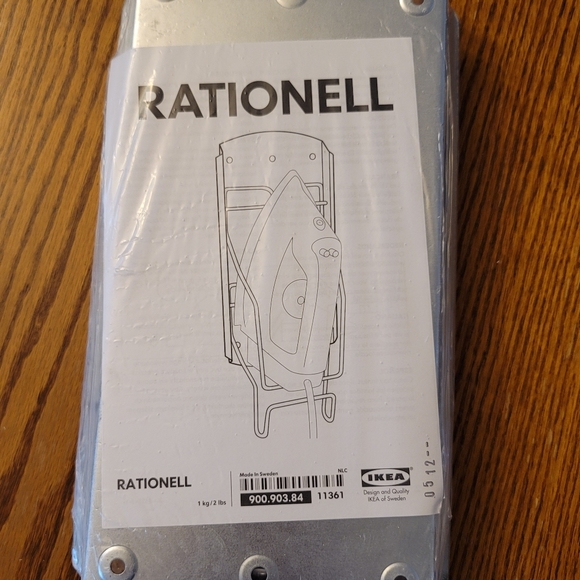 RATIONELL
RATIONELL
1 kg/2 lbs
Made in Sweden
NLC
900.903.84 11361
IKEA
Design and Quality
IKEA of Sweden
0512--